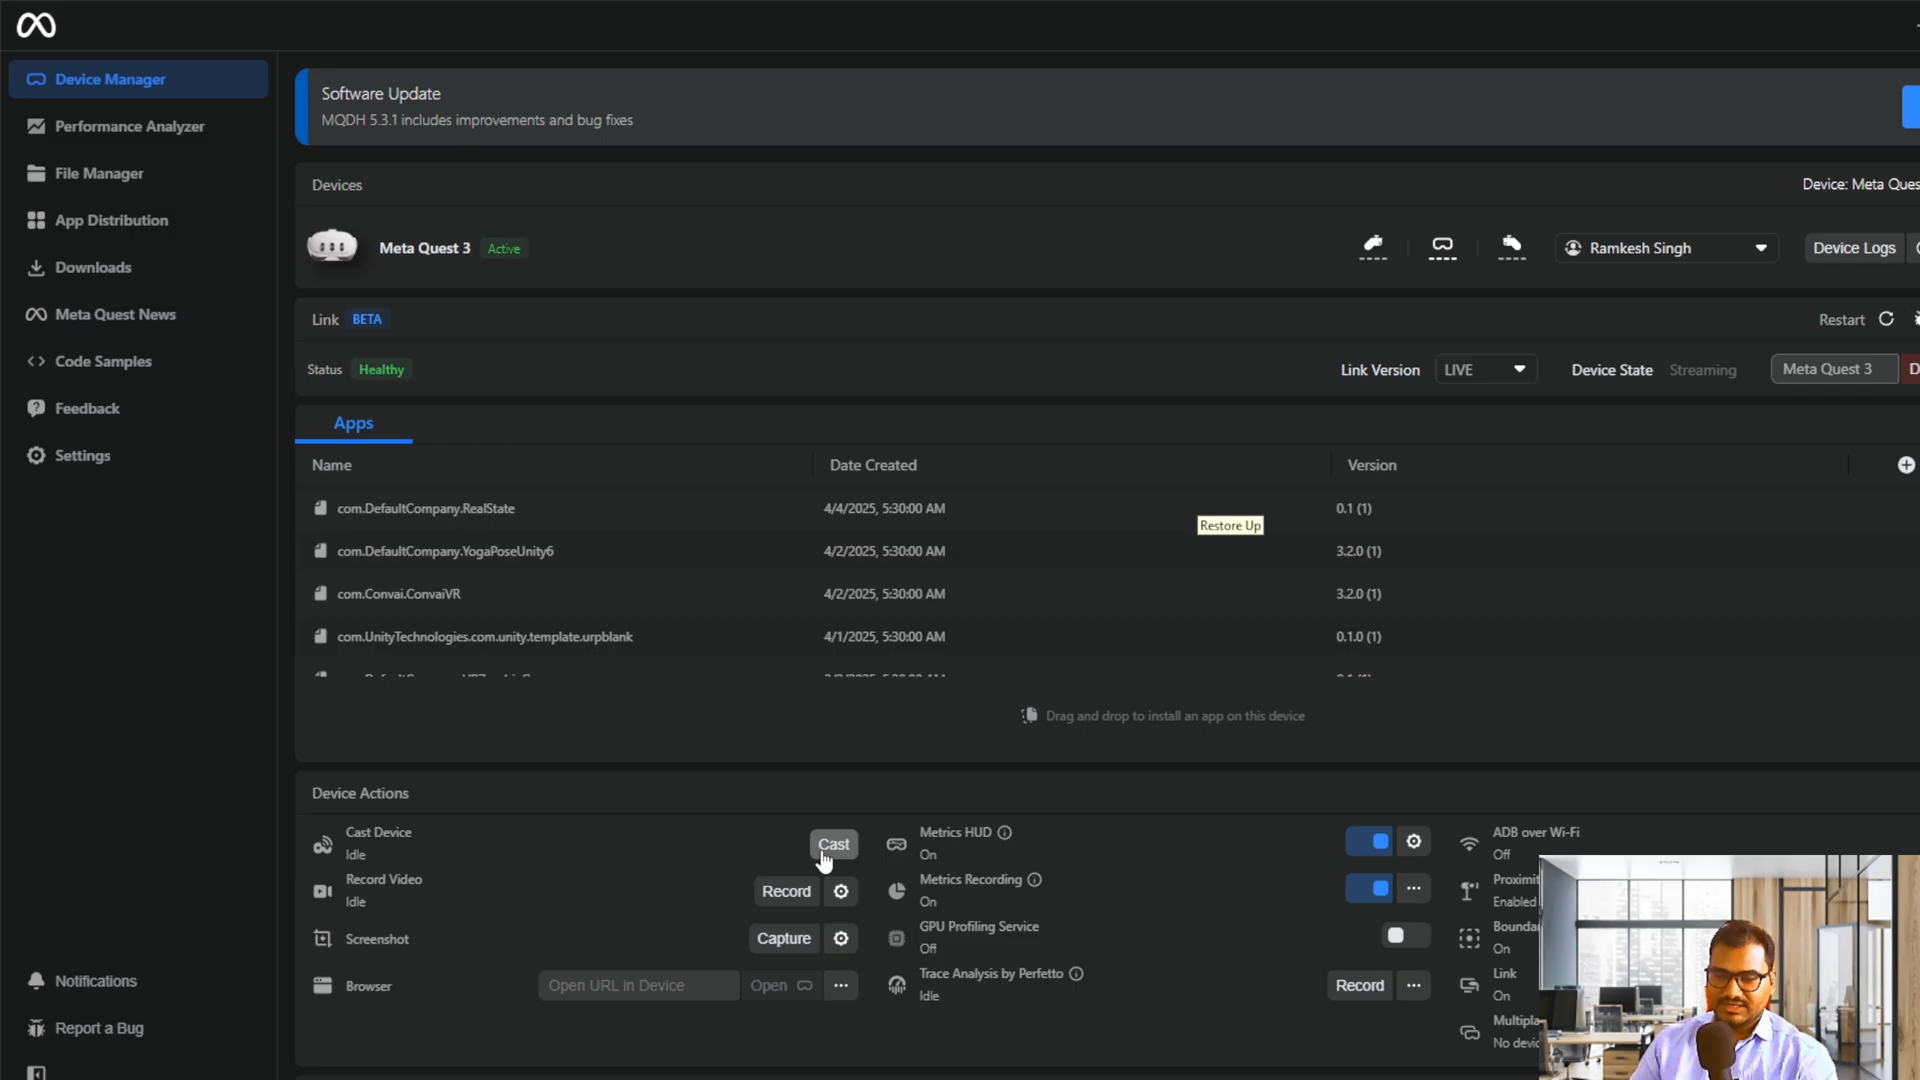 Device Manager
Performance Analyzer
File Manager
App Distribution
Downloads
Meta Quest News
Code Samples
Feedback
Settings
Notifications
Report a Bug
Software Update
MQDH 5.3.1 includes improvements and bug fixes
Devices
Device: Meta Ques
Meta Quest 3 Active
Ramkesh Singh
Device Logs
Link BETA
Restart
Status Healthy
Link Version LIVE
Device State Streaming
Meta Quest 3
D
Apps
Name Date Created Version
com.DefaultCompany.RealState 4/4/2025, 5:30:00 AM 0.1 (1)
Restore Up
com.DefaultCompany.YogaPoseUnity6 4/2/2025, 5:30:00 AM 3.2.0 (1)
com.Convai.ConvaiVR 4/2/2025, 5:30:00 AM 3.2.0 (1)
com.UnityTechnologies.com.unity.template.urpblank 4/1/2025, 5:30:00 AM 0.1.0 (1)
Drag and drop to install an app on this device
Device Actions
Cast Device
Idle
Cast
Record Video
Idle
Record
Screenshot
Capture
Browser
Open URL in Device
Open
Metrics HUD
On
Metrics Recording
On
GPU Profiling Service
Off
Trace Analysis by Perfetto
Idle
Record
ADB over Wi-Fi
Off
Proximit
Enabled
Bounda
On
Link
On
Multipla
No devic